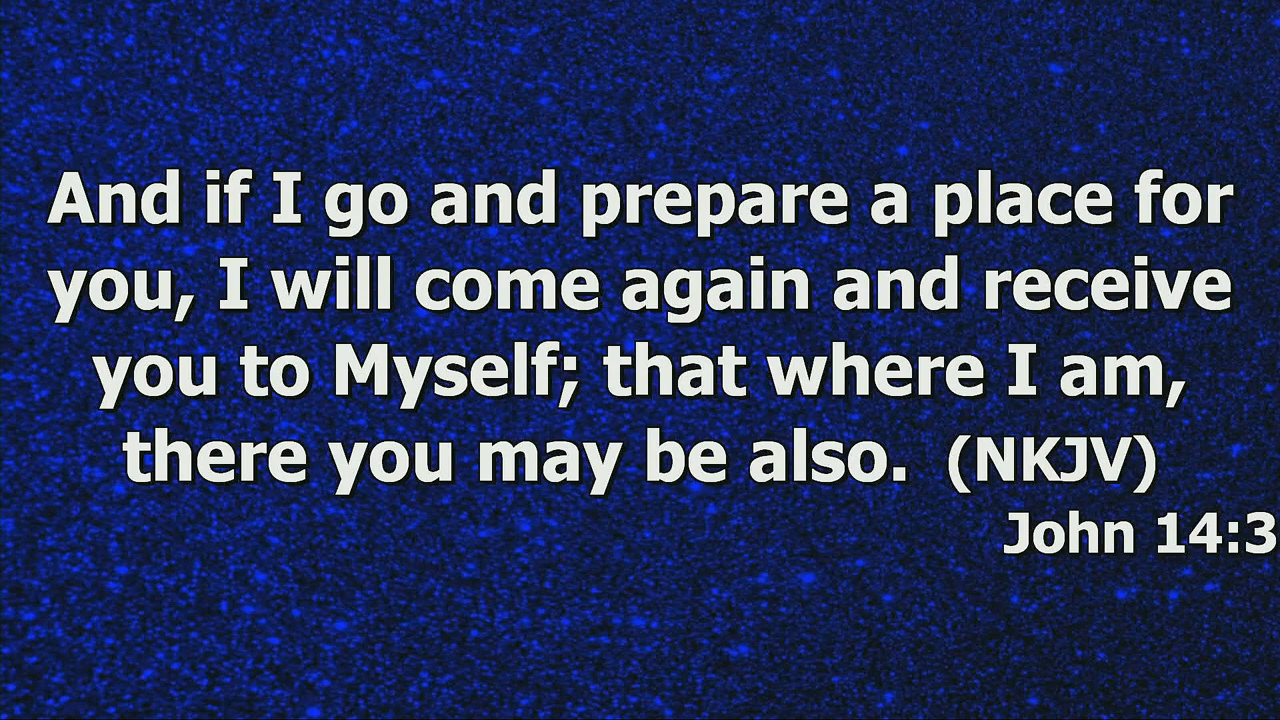 And if I go and prepare a place for
you, I will come again and receive
you to Myself; that where I am,
there you may be also. (NKJV)
John 14:3